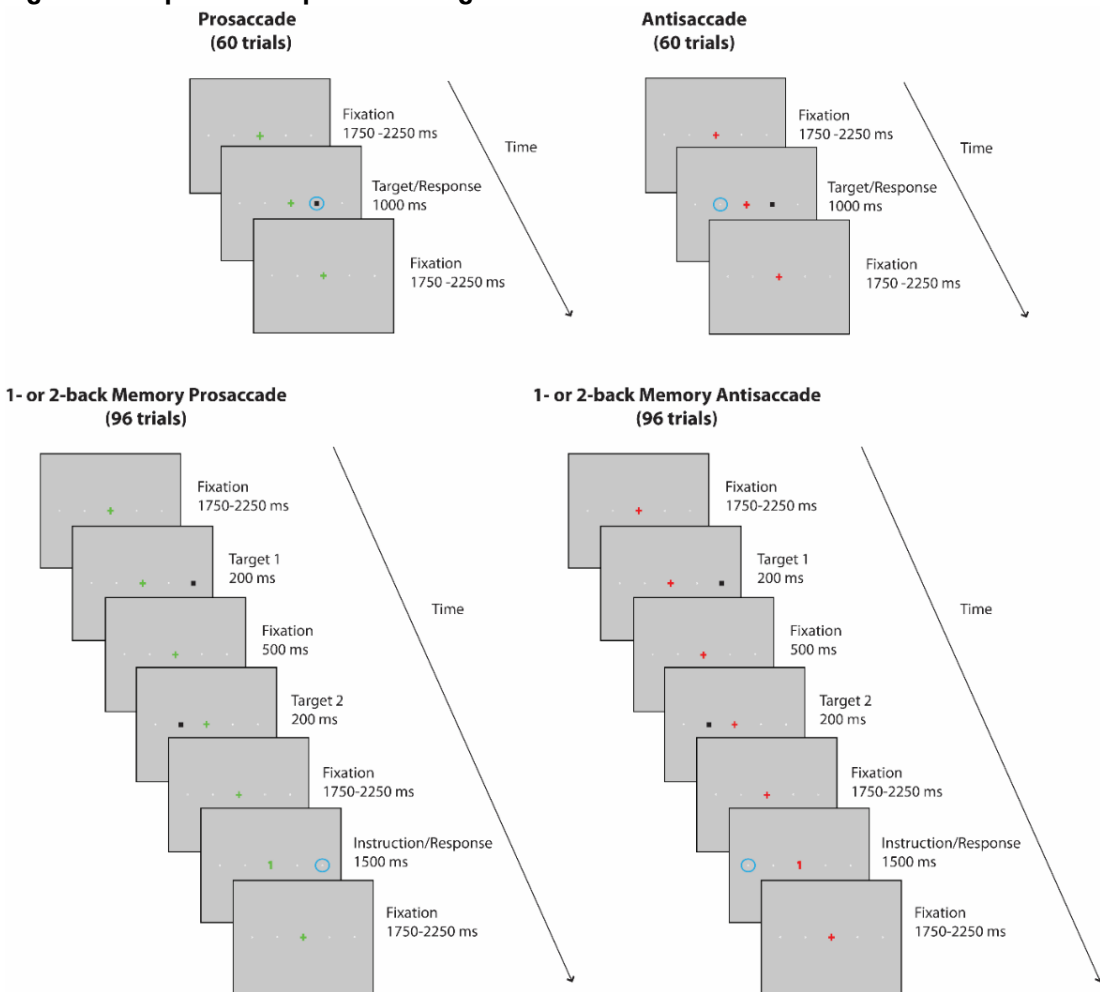 Prosaccade
(60 trials)
Fixation
1750 -2250 ms
Target/Response
1000 ms
Fixation
1750 -2250 ms
Time
Antisaccade
(60 trials)
Fixation
1750 -2250 ms
Target/Response
1000 ms
Fixation
1750 -2250 ms
Time
1- or 2-back Memory Prosaccade
(96 trials)
Fixation
1750-2250 ms
Target 1
200 ms
Fixation
500 ms
Target 2
200 ms
Fixation
1750-2250 ms
1
Instruction/Response
1500 ms
Fixation
1750-2250 ms
Time
1- or 2-back Memory Antisaccade
(96 trials)
Fixation
1750-2250 ms
Target 1
200 ms
Fixation
500 ms
Target 2
200 ms
Fixation
1750-2250 ms
1
Instruction/Response
1500 ms
Fixation
1750-2250 ms
Time